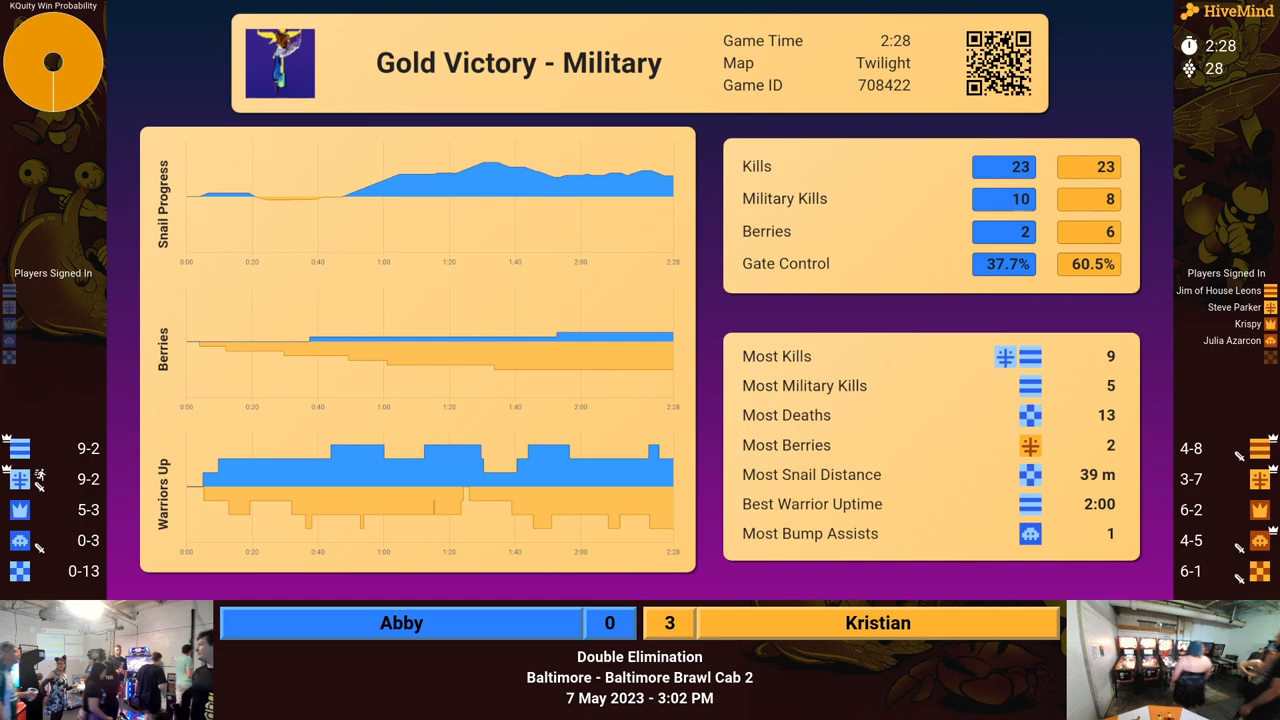 KQuity Win Probability
HiveMind
2:28
28
Gold Victory - Military
Game Time 2:28
Map Twilight
Game ID 708422
Snail Progress
0:00 0:20 0:40 1:00 1:20 1:40 2:00 2:28
Berries
0:00 0:20 0:40 1:00 1:20 1:40 2:00 2:28
Warriors Up
0:00 0:20 0:40 1:00 1:20 1:40 2:00 2:28
Kills 23 23
Military Kills 10 8
Berries 2 6
Gate Control 37.7% 60.5%
Most Kills 9
Most Military Kills 5
Most Deaths 13
Most Berries 2
Most Snail Distance 39 m
Best Warrior Uptime 2:00
Most Bump Assists 1
Players Signed In
9-2
9-2
5-3
0-3
0-13
Players Signed In
Jim of House Leons
Steve Parker
Krispy
Julia Azarcon
4-8
3-7
6-2
4-5
6-1
Abby 0 3 Kristian
Double Elimination
Baltimore - Baltimore Brawl Cab 2
7 May 2023 - 3:02 PM